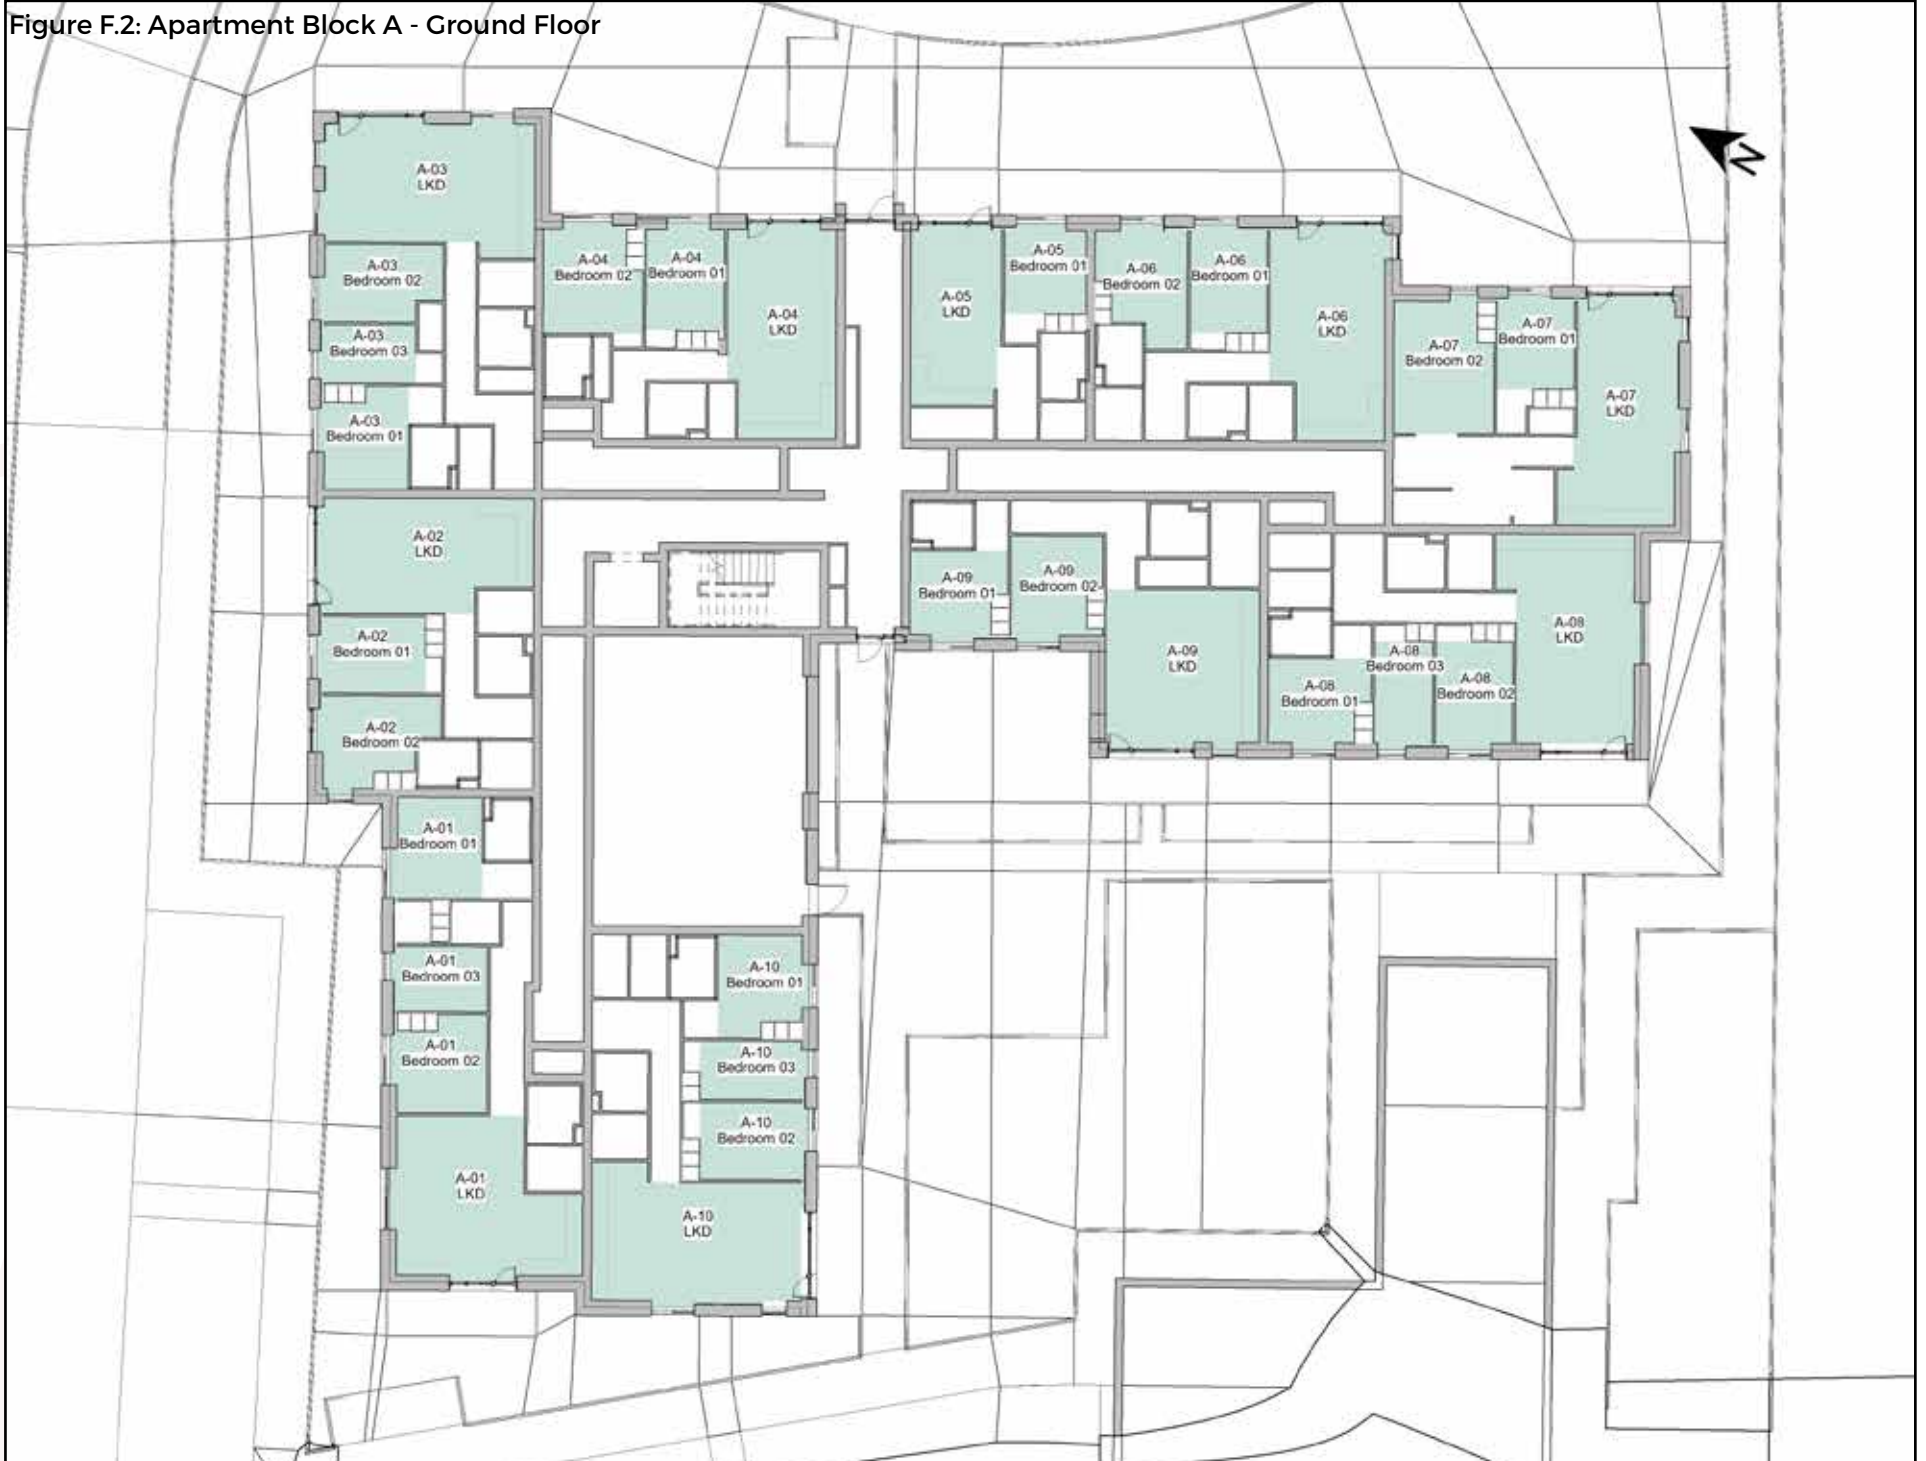 Figure F.2: Apartment Block A - Ground Floor
N
A-03
LKD
A-03
Bedroom 02
A-03
Bedroom 03
A-03
Bedroom 01
A-04
Bedroom 02
A-04
Bedroom 01
A-04
LKD
A-05
LKD
A-05
Bedroom 01
A-06
Bedroom 02
A-06
Bedroom 01
A-06
LKD
A-07
Bedroom 02
A-07
Bedroom 01
A-07
LKD
A-02
LKD
A-02
Bedroom 01
A-02
Bedroom 02
A-09
Bedroom 01
A-09
Bedroom 02
A-09
LKD
A-08
Bedroom 01
A-08
Bedroom 03
A-08
Bedroom 02
A-08
LKD
A-01
Bedroom 01
A-01
Bedroom 03
A-01
Bedroom 02
A-01
LKD
A-10
Bedroom 01
A-10
Bedroom 03
A-10
Bedroom 02
A-10
LKD